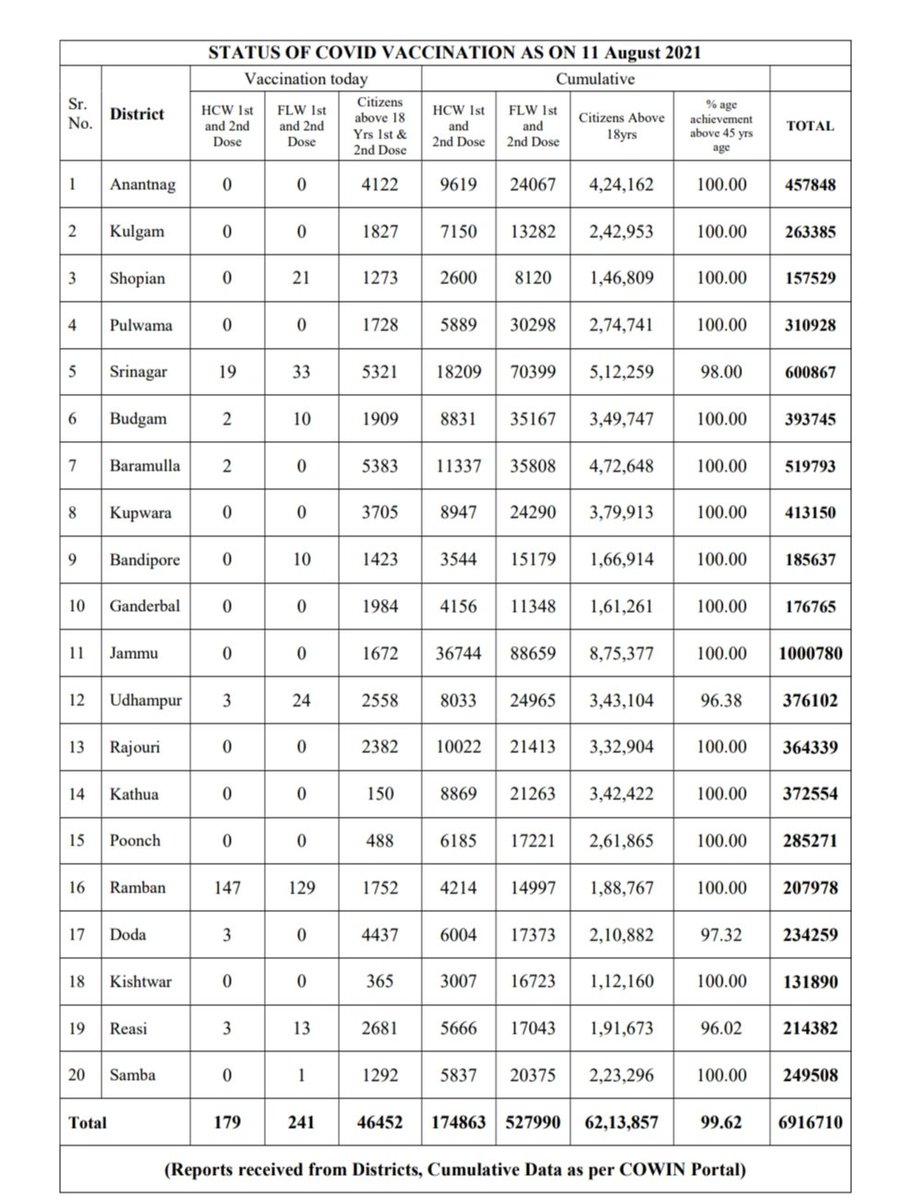 STATUS OF COVID VACCINATION AS ON 11 August 2021
Vaccination today Cumulative
Sr. No. District HCW 1st and 2nd Dose FLW 1st and 2nd Dose Citizens above 18 Yrs 1st & 2nd Dose HCW 1st and 2nd Dose FLW 1st and 2nd Dose Citizens Above 18yrs % age achievement above 45 yrs age TOTAL
1 Anantnag 0 0 4122 9619 24067 4,24,162 100.00 457848
2 Kulgam 0 0 1827 7150 13282 2,42,953 100.00 263385
3 Shopian 0 21 1273 2600 8120 1,46,809 100.00 157529
4 Pulwama 0 0 1728 5889 30298 2,74,741 100.00 310928
5 Srinagar 19 33 5321 18209 70399 5,12,259 98.00 600867
6 Budgam 2 10 1909 8831 35167 3,49,747 100.00 393745
7 Baramulla 2 0 5383 11337 35808 4,72,648 100.00 519793
8 Kupwara 0 0 3705 8947 24290 3,79,913 100.00 413150
9 Bandipore 0 10 1423 3544 15179 1,66,914 100.00 185637
10 Ganderbal 0 0 1984 4156 11348 1,61,261 100.00 176765
11 Jammu 0 0 1672 36744 88659 8,75,377 100.00 1000780
12 Udhampur 3 24 2558 8033 24965 3,43,104 96.38 376102
13 Rajouri 0 0 2382 10022 21413 3,32,904 100.00 364339
14 Kathua 0 0 150 8869 21263 3,42,422 100.00 372554
15 Poonch 0 0 488 6185 17221 2,61,865 100.00 285271
16 Ramban 147 129 1752 4214 14997 1,88,767 100.00 207978
17 Doda 3 0 4437 6004 17373 2,10,882 97.32 234259
18 Kishtwar 0 0 365 3007 16723 1,12,160 100.00 131890
19 Reasi 3 13 2681 5666 17043 1,91,673 96.02 214382
20 Samba 0 1 1292 5837 20375 2,23,296 100.00 249508
Total 179 241 46452 174863 527990 62,13,857 99.62 6916710
(Reports received from Districts, Cumulative Data as per COWIN Portal)